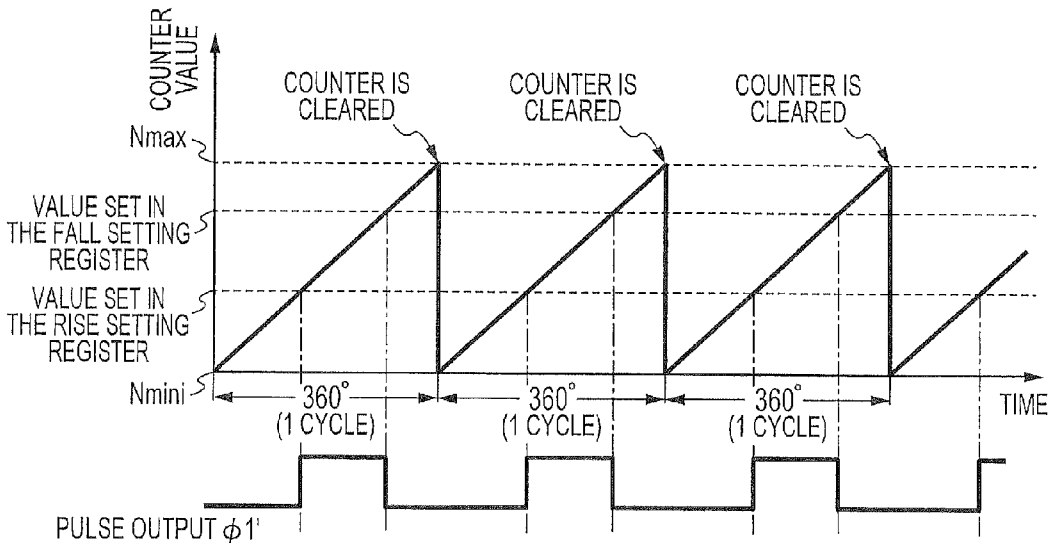 COUNTER
VALUE
COUNTER IS
CLEARED
COUNTER IS
CLEARED
COUNTER IS
CLEARED
Nmax
VALUE SET IN
THE FALL SETTING
REGISTER
VALUE SET IN
THE RISE SETTING
REGISTER
Nmini
360°
(1 CYCLE)
360°
(1 CYCLE)
360°
(1 CYCLE)
TIME
PULSE OUTPUT ϕ1'